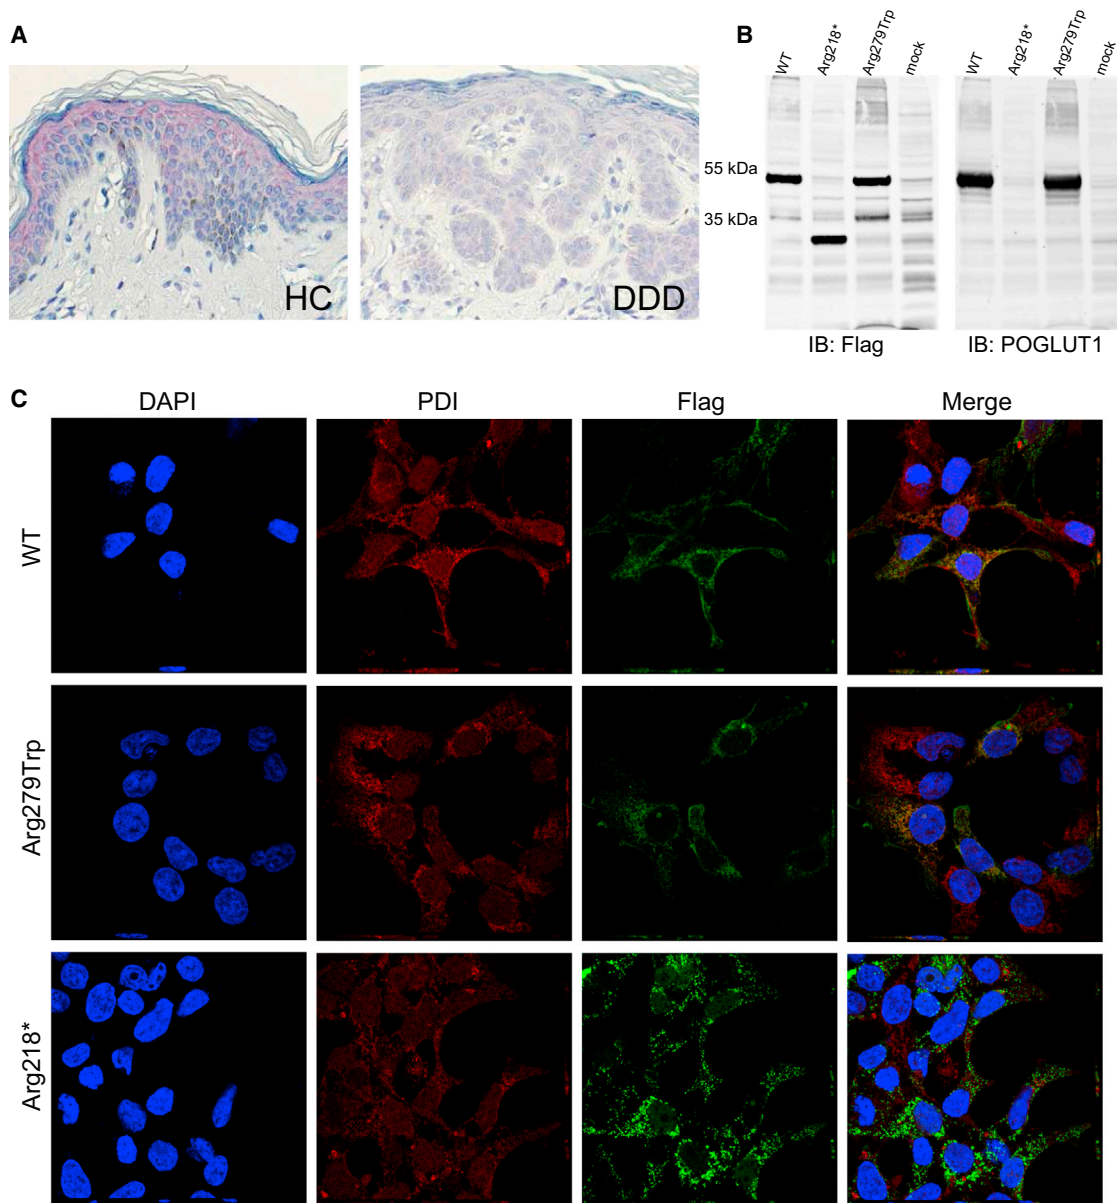 A
HC
DDD
B
WT
Arg218*
Arg279Trp
mock
WT
Arg218*
Arg279Trp
mock
55 kDa
35 kDa
IB: Flag
IB: POGLUT1
C
DAPI
PDI
Flag
Merge
WT
Arg279Trp
Arg218*